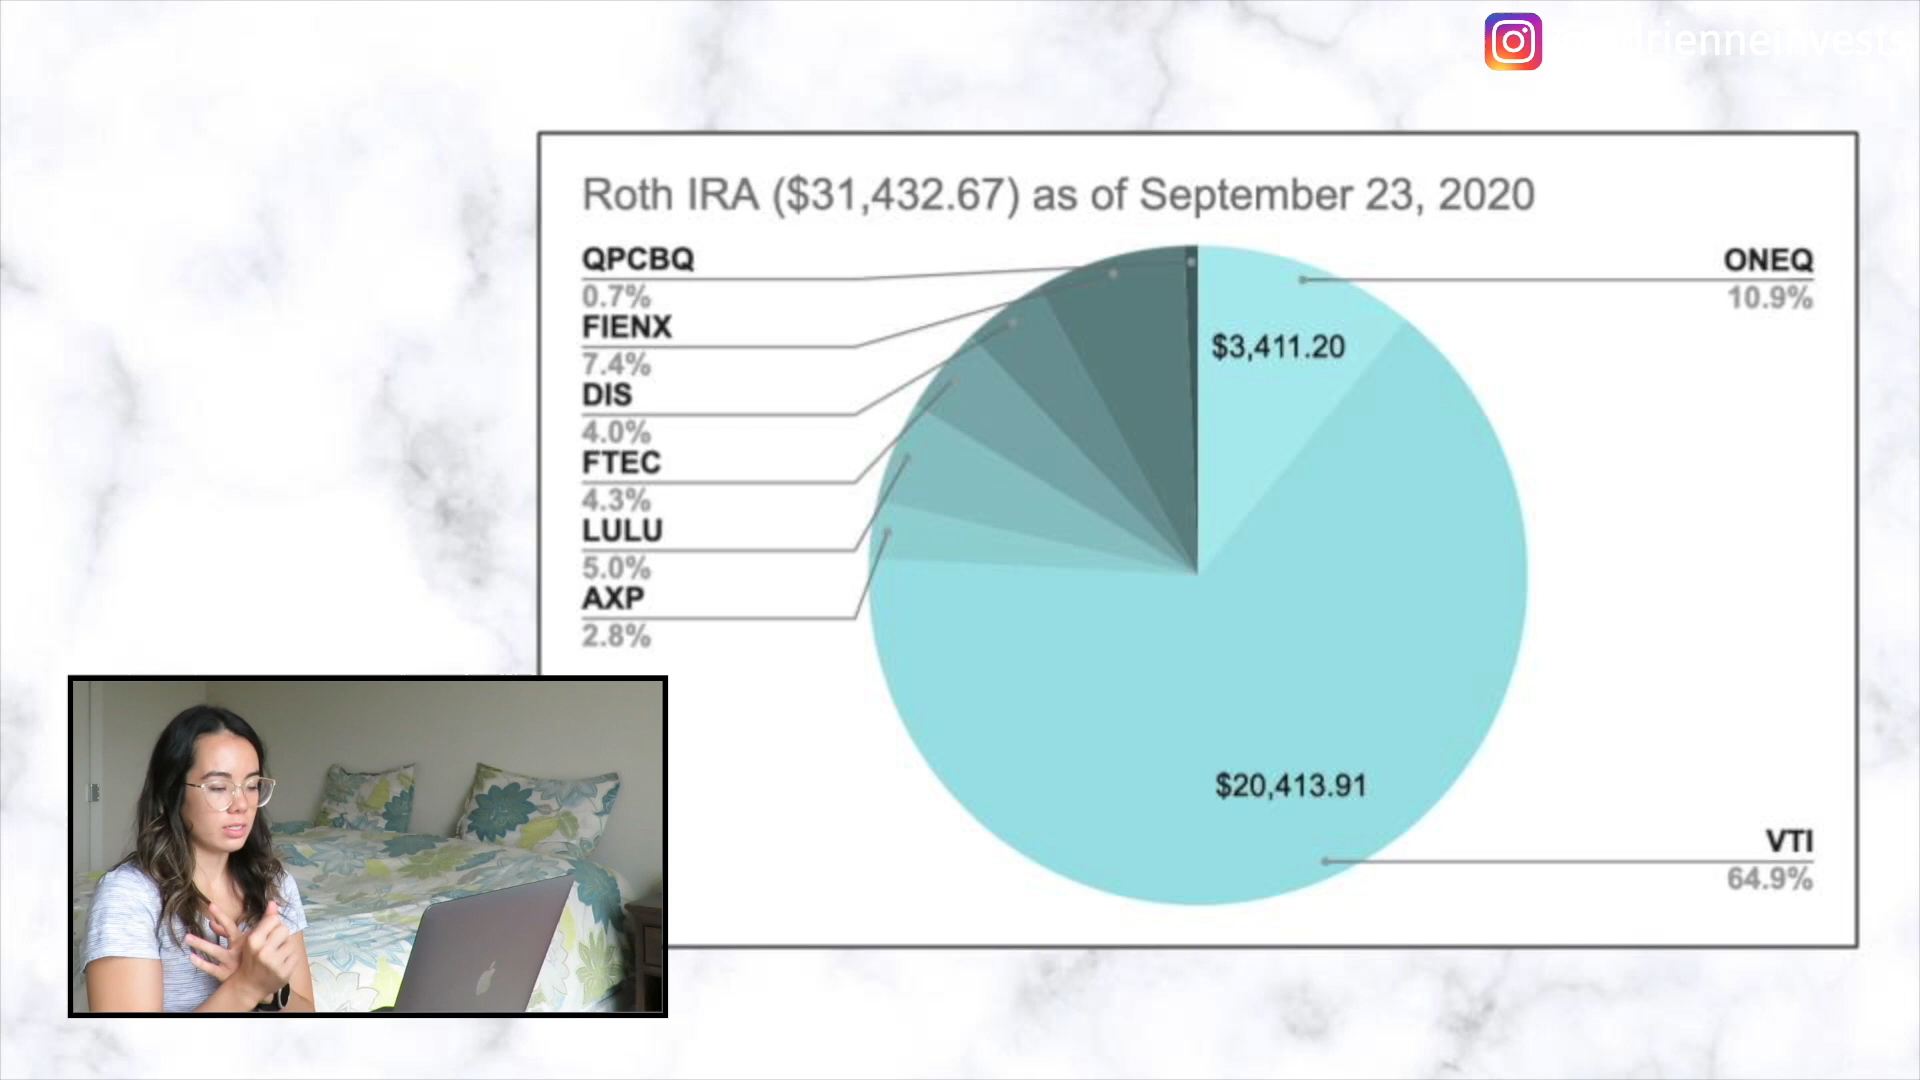 Roth IRA ($31,432.67) as of September 23, 2020
QPCBQ
0.7%
FIENX
7.4%
DIS
4.0%
FTEC
4.3%
LULU
5.0%
AXP
2.8%
ONEQ
10.9%
$3,411.20
$20,413.91
VTI
64.9%